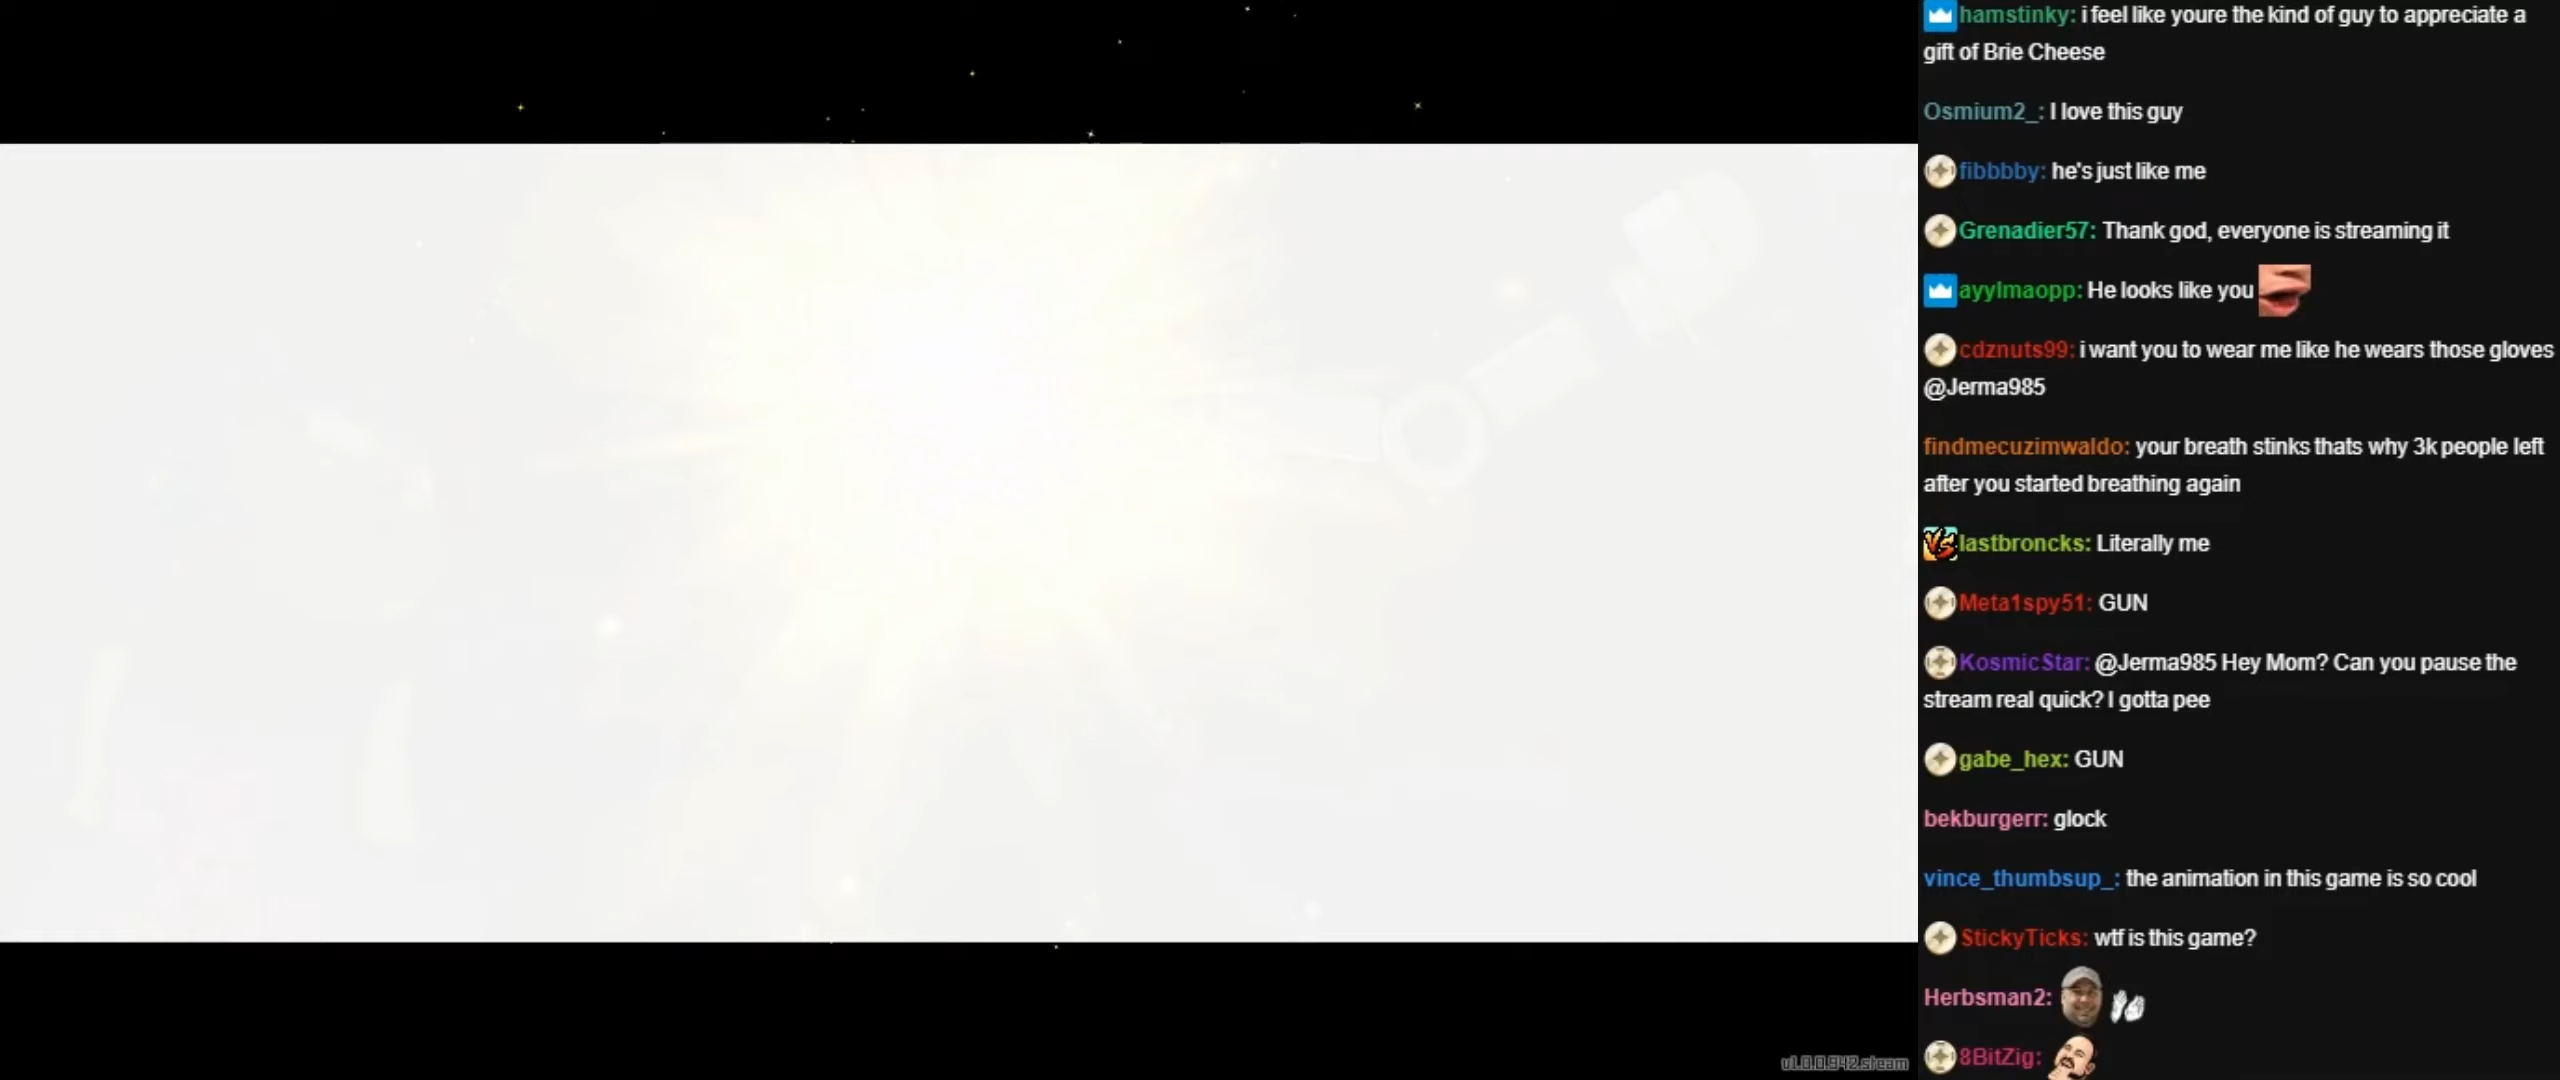 hamstinky: i feel like youre the kind of guy to appreciate a
gift of Brie Cheese
Osmium2_: I love this guy
fibbbby: he's just like me
Grenadier57: Thank god, everyone is streaming it
ayylmaopp: He looks like you
cdznuts99: i want you to wear me like he wears those gloves
@Jerma985
findmecuzimwaldo: your breath stinks thats why 3k people left
after you started breathing again
lastbroncks: Literally me
Meta1spy51: GUN
KosmicStar: @Jerma985 Hey Mom? Can you pause the
stream real quick? I gotta pee
gabe_hex: GUN
bekburgerr: glock
vince_thumbsup_: the animation in this game is so cool
StickyTicks: wtf is this game?
Herbsman2:
8BitZig:
v1.0.0.942.steam